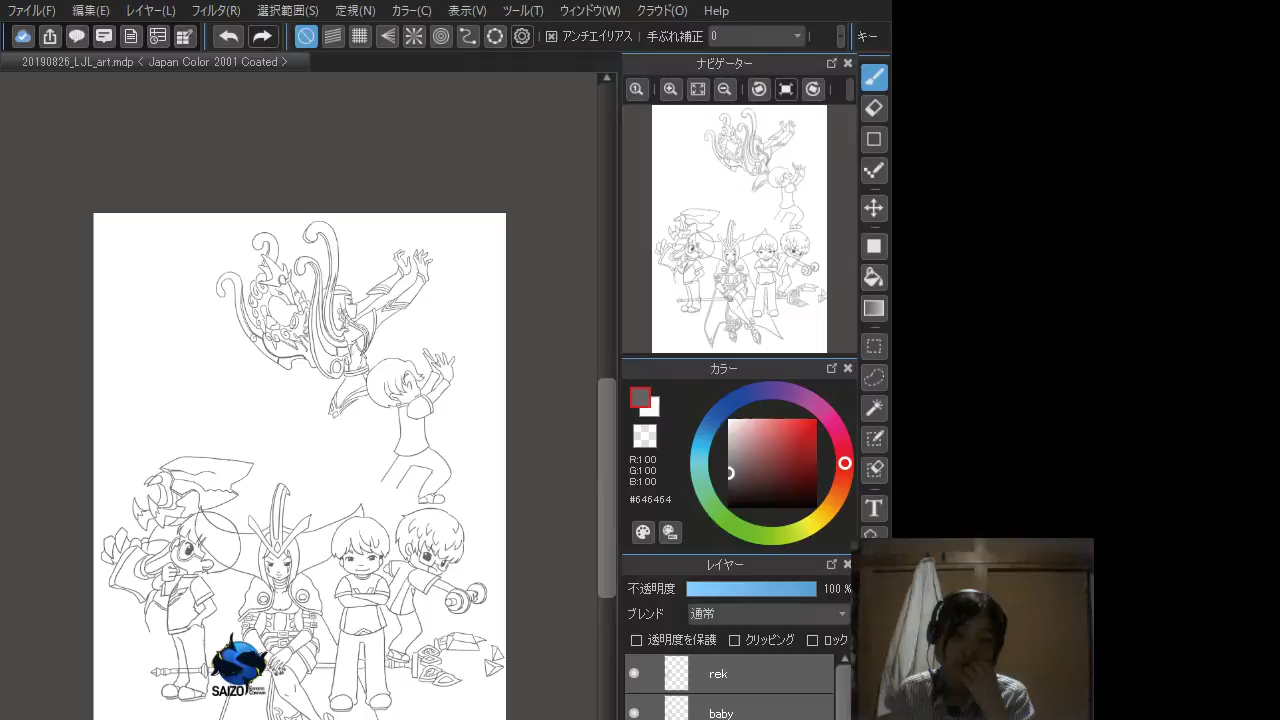 ファイル(F) 編集(E) レイヤー(L) フィルタ(R) 選択範囲(S) 定規(N) カラー(C) 表示(V) ツール(T) ウィンドウ(W) クラウド(O) Help
アンチエイリアス 手ぶれ補正 0 キー
20190826_LJL_art.mdp < Japan Color 2001 Coated >
ナビゲーター
カラー
R:100
G:100
B:100
#646464
T
レイヤー
不透明度 100 %
ブレンド 通常
透明度を保護 クリッピング ロック
rek
baby
SAIZO